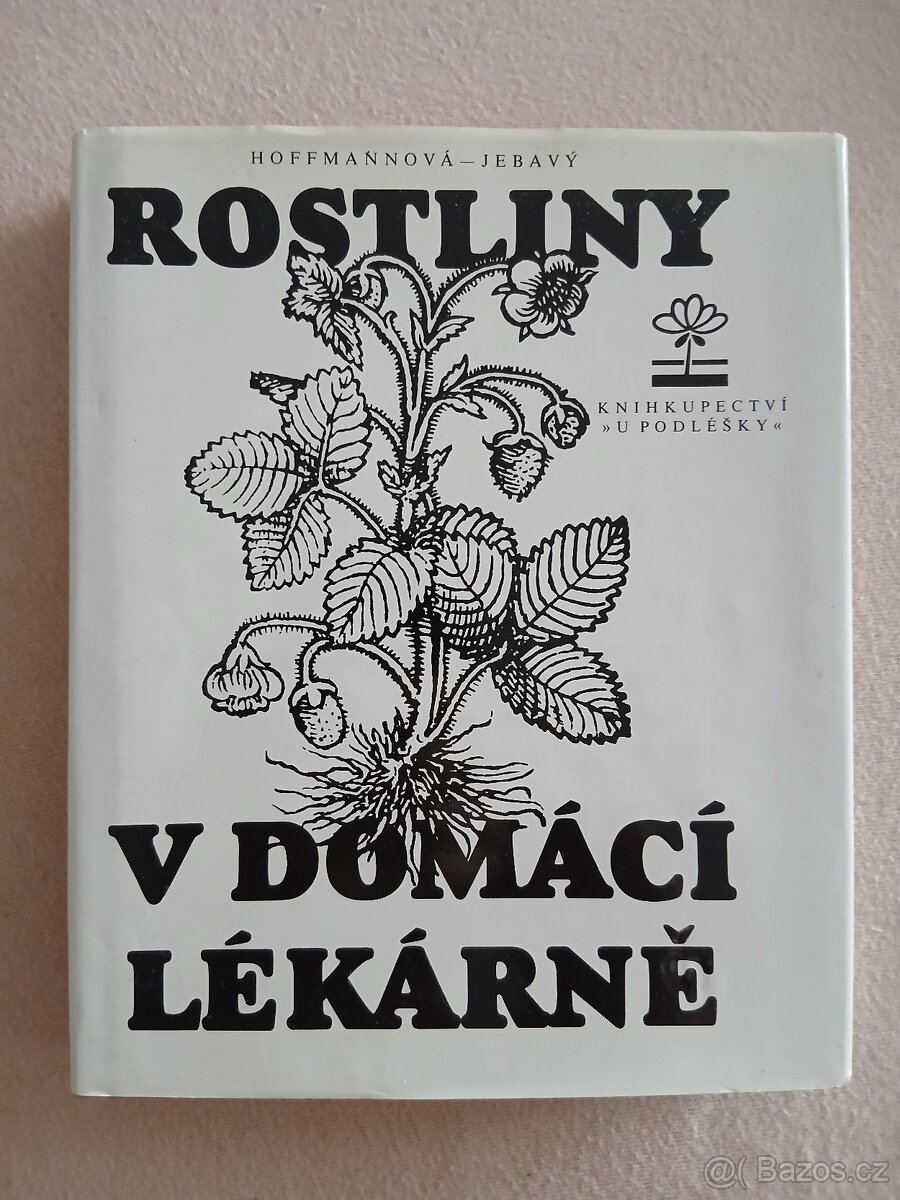 HOFFMANNOVÁ – JEBAVÝ
ROSTLINY
KNIHKUPECTVÍ
»U PODLÉŠKY«
V DOMÁCÍ
LÉKÁRNĚ
@( Bazos.cz